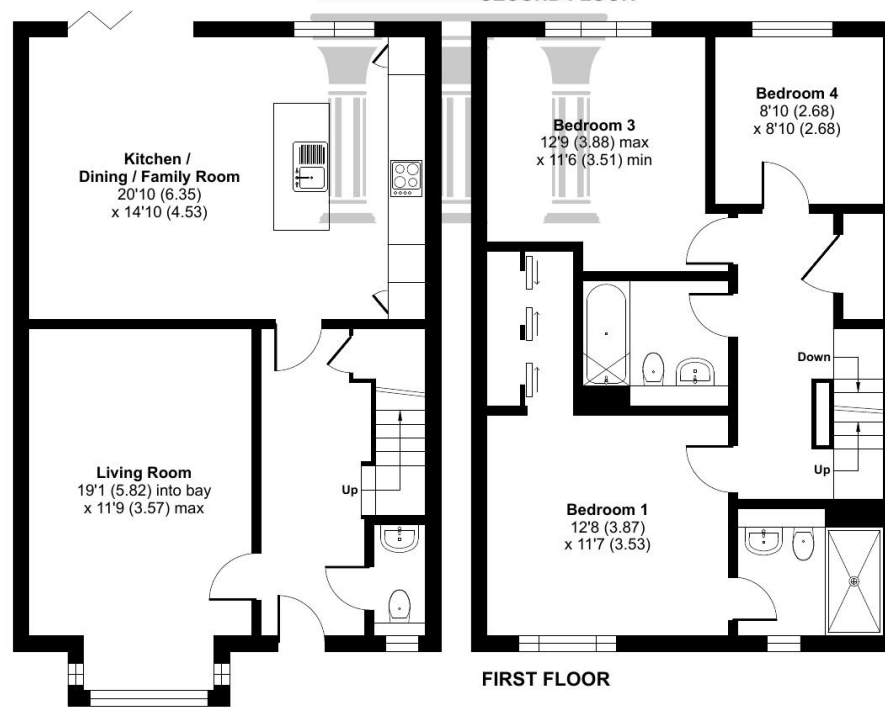 Kitchen /
Dining / Family Room
20'10 (6.35)
x 14'10 (4.53)
Living Room
19'1 (5.82) into bay
x 11'9 (3.57) max
Up
Bedroom 3
12'9 (3.88) max
x 11'6 (3.51) min
Bedroom 4
8'10 (2.68)
x 8'10 (2.68)
Down
Up
Bedroom 1
12'8 (3.87)
x 11'7 (3.53)
FIRST FLOOR